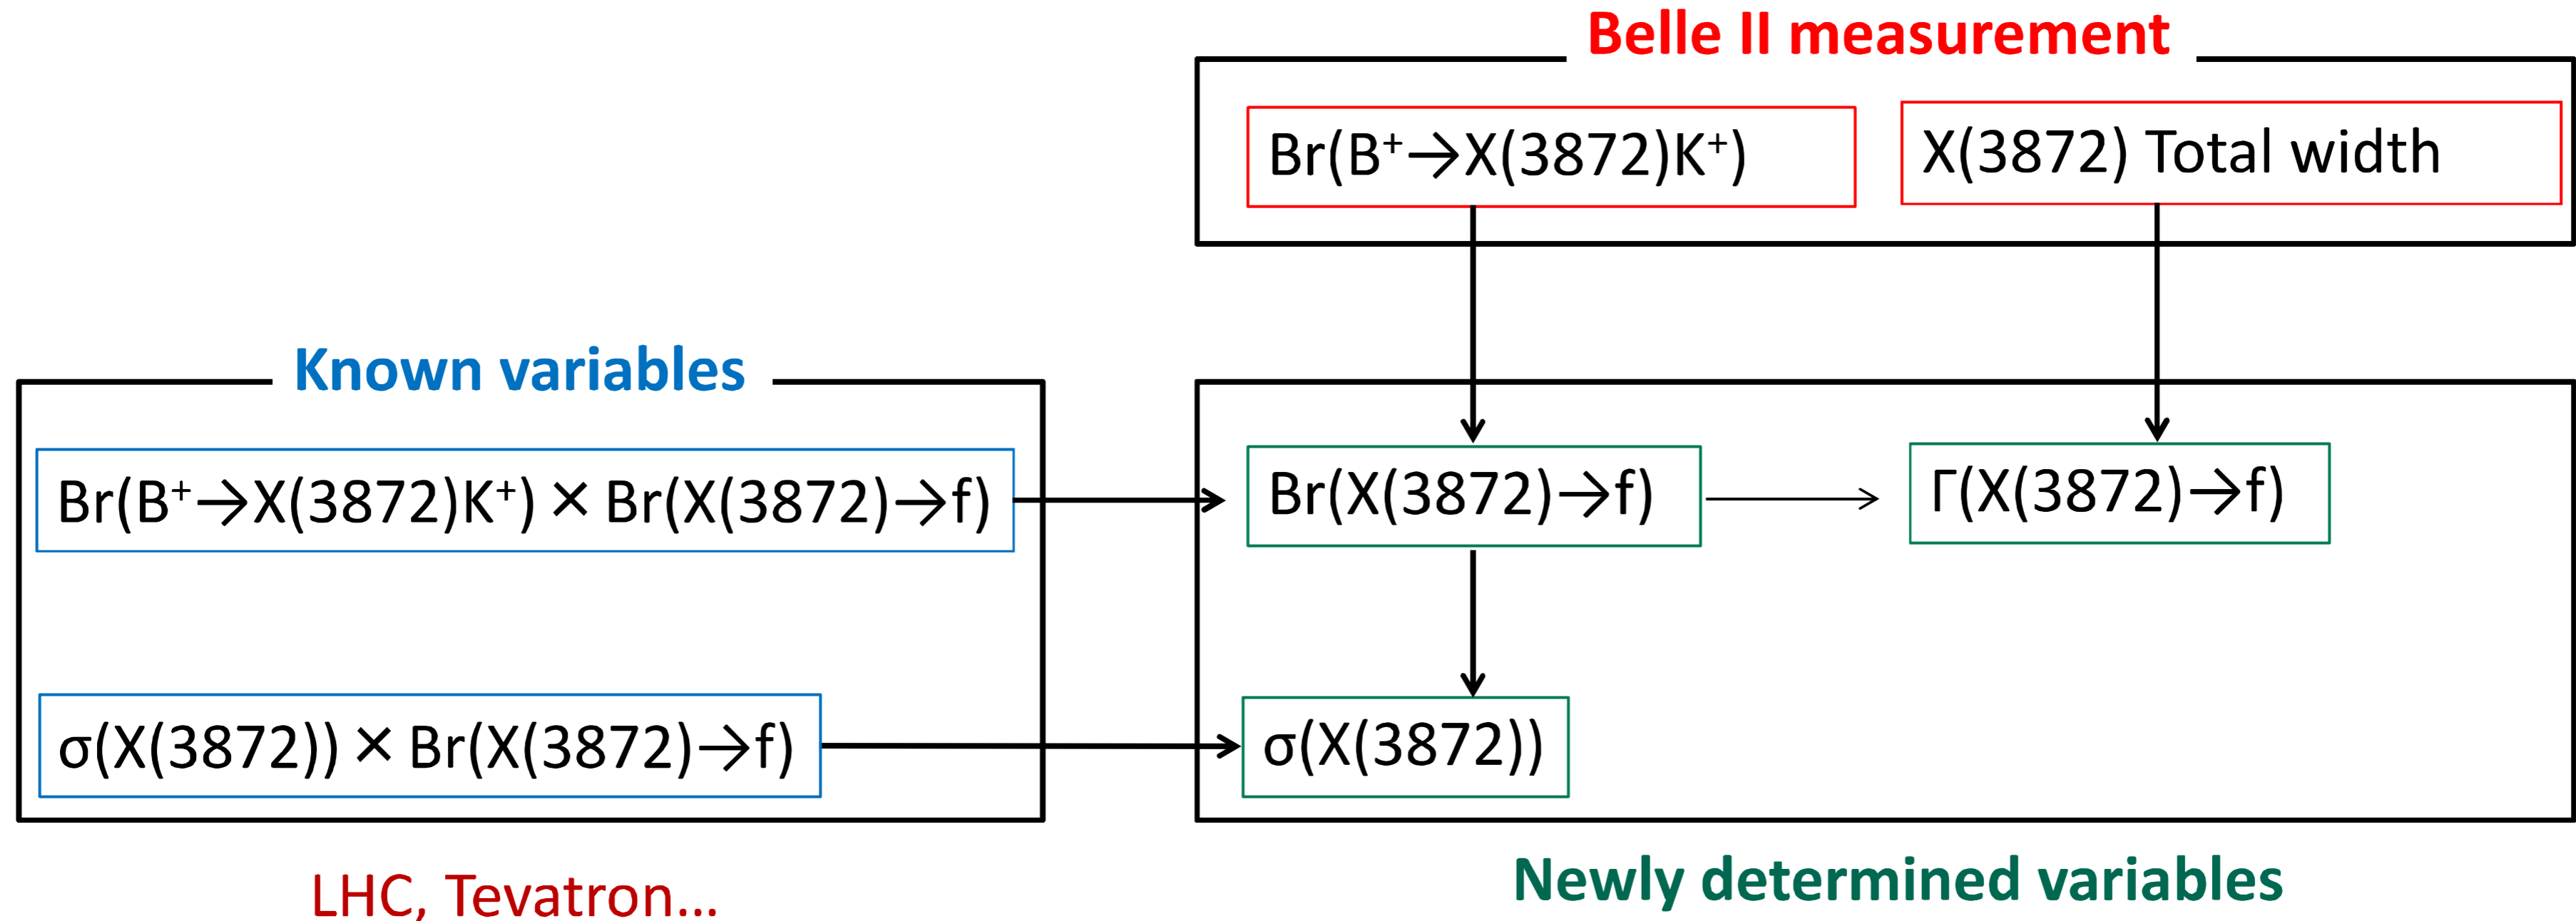 Belle II measurement
Br(B⁺→X(3872)K⁺)
X(3872) Total width
Known variables
Br(B⁺→X(3872)K⁺) × Br(X(3872)→f)
Br(X(3872)→f)
Γ(X(3872)→f)
σ(X(3872)) × Br(X(3872)→f)
σ(X(3872))
LHC, Tevatron...
Newly determined variables